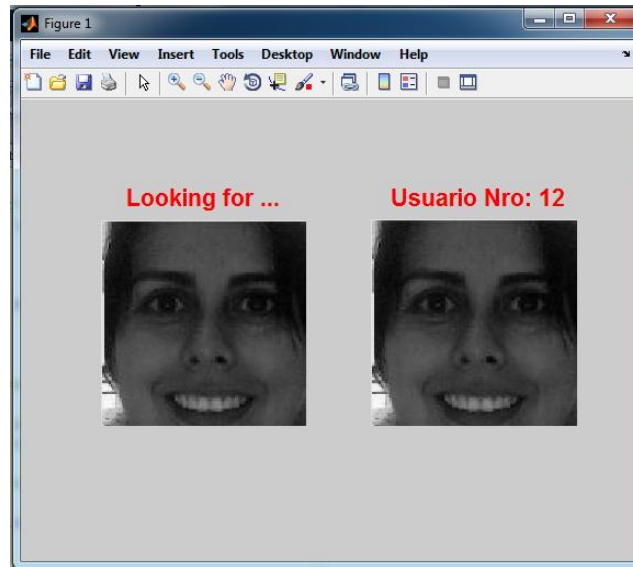 Figure 1
File Edit View Insert Tools Desktop Window Help
Looking for ... Usuario Nro: 12